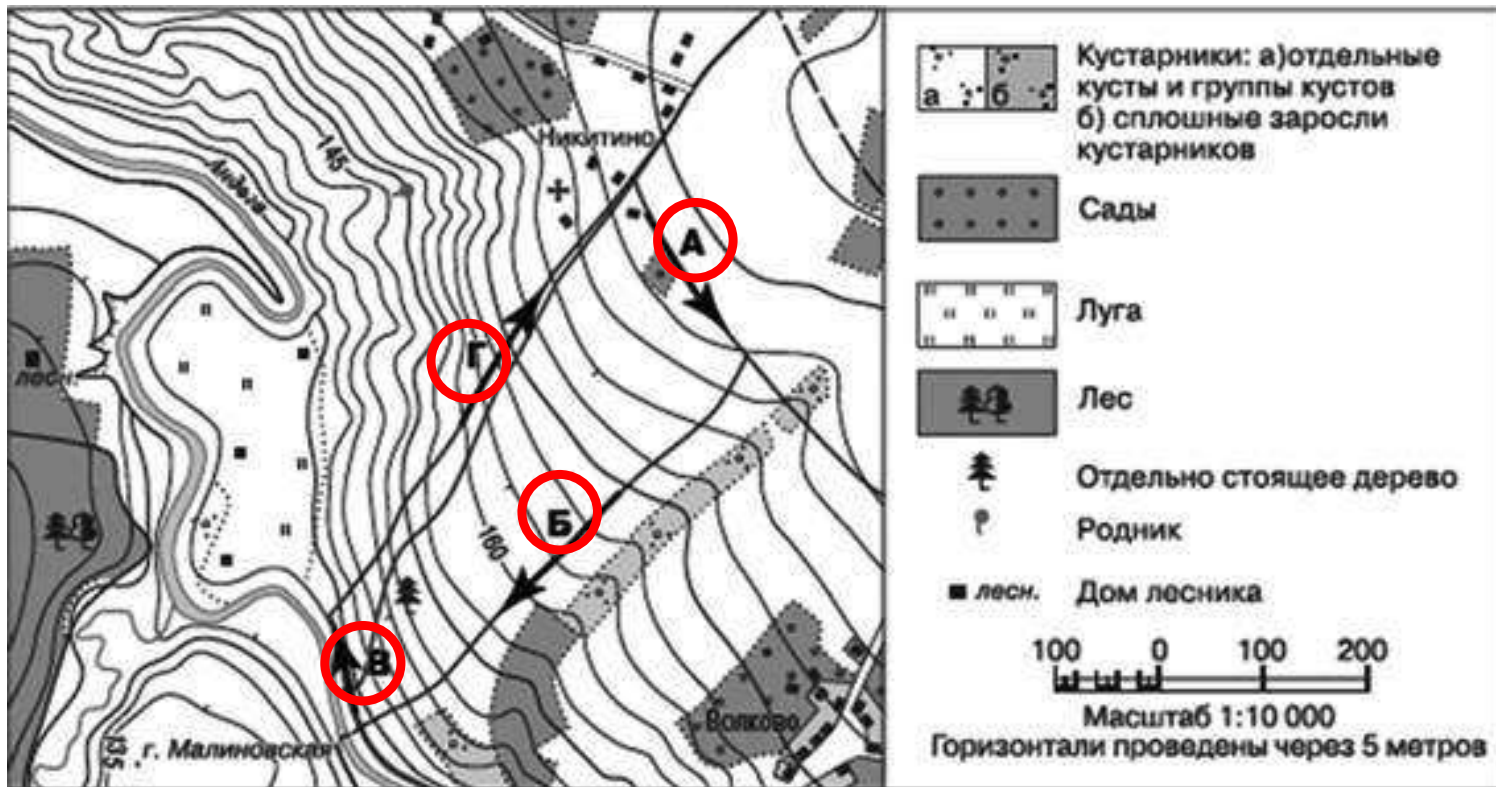 145
Андога
Никитино
А
Г
лесн.
160
Б
В
г. Малиновская
135
Волково
а
б
Кустарники: а)отдельные
кусты и группы кустов
б) сплошные заросли
кустарников
Сады
Луга
Лес
Отдельно стоящее дерево
Родник
лесн. Дом лесника
100 0 100 200
Масштаб 1:10 000
Горизонтали проведены через 5 метров